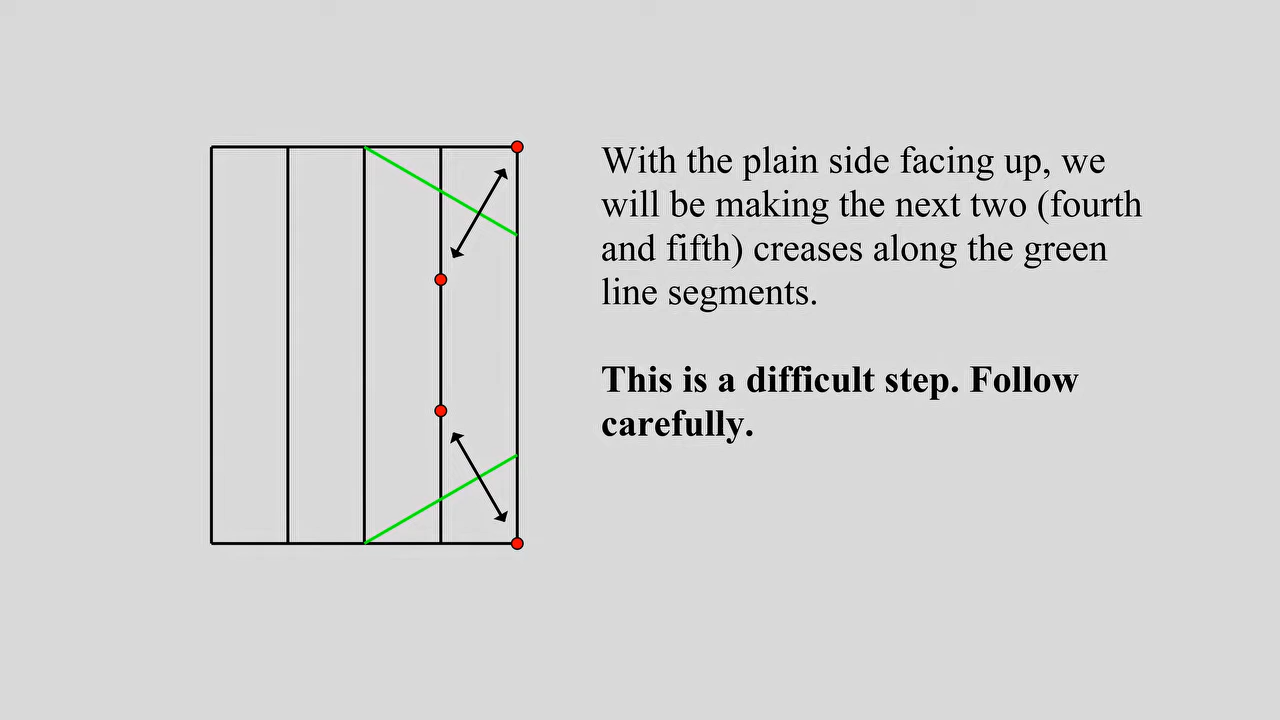 With the plain side facing up, we
will be making the next two (fourth
and fifth) creases along the green
line segments.
This is a difficult step. Follow
carefully.